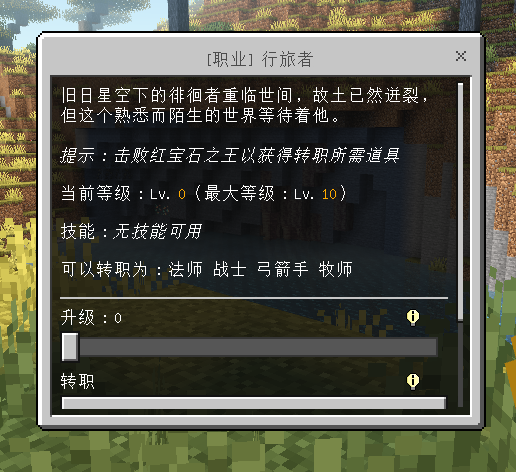 [职业] 行旅者
旧日星空下的徘徊者重临世间，故土已然迸裂，
但这个熟悉而陌生的世界等待着他。
提示：击败红宝石之王以获得转职所需道具
当前等级：Lv. 0（最大等级：Lv. 10）
技能：无技能可用
可以转职为：法师 战士 弓箭手 牧师
升级：0
转职